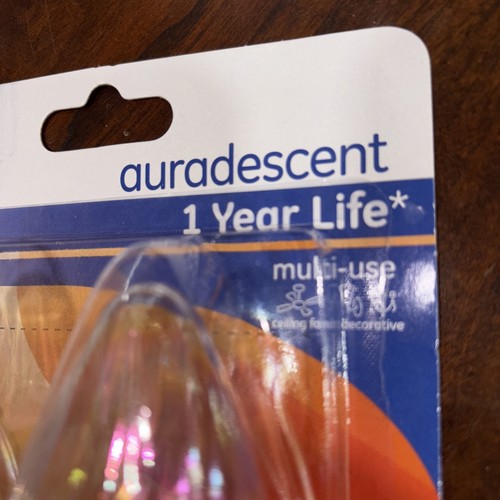 auradescent
1 Year Life*
multi-use
ceiling fans decorative